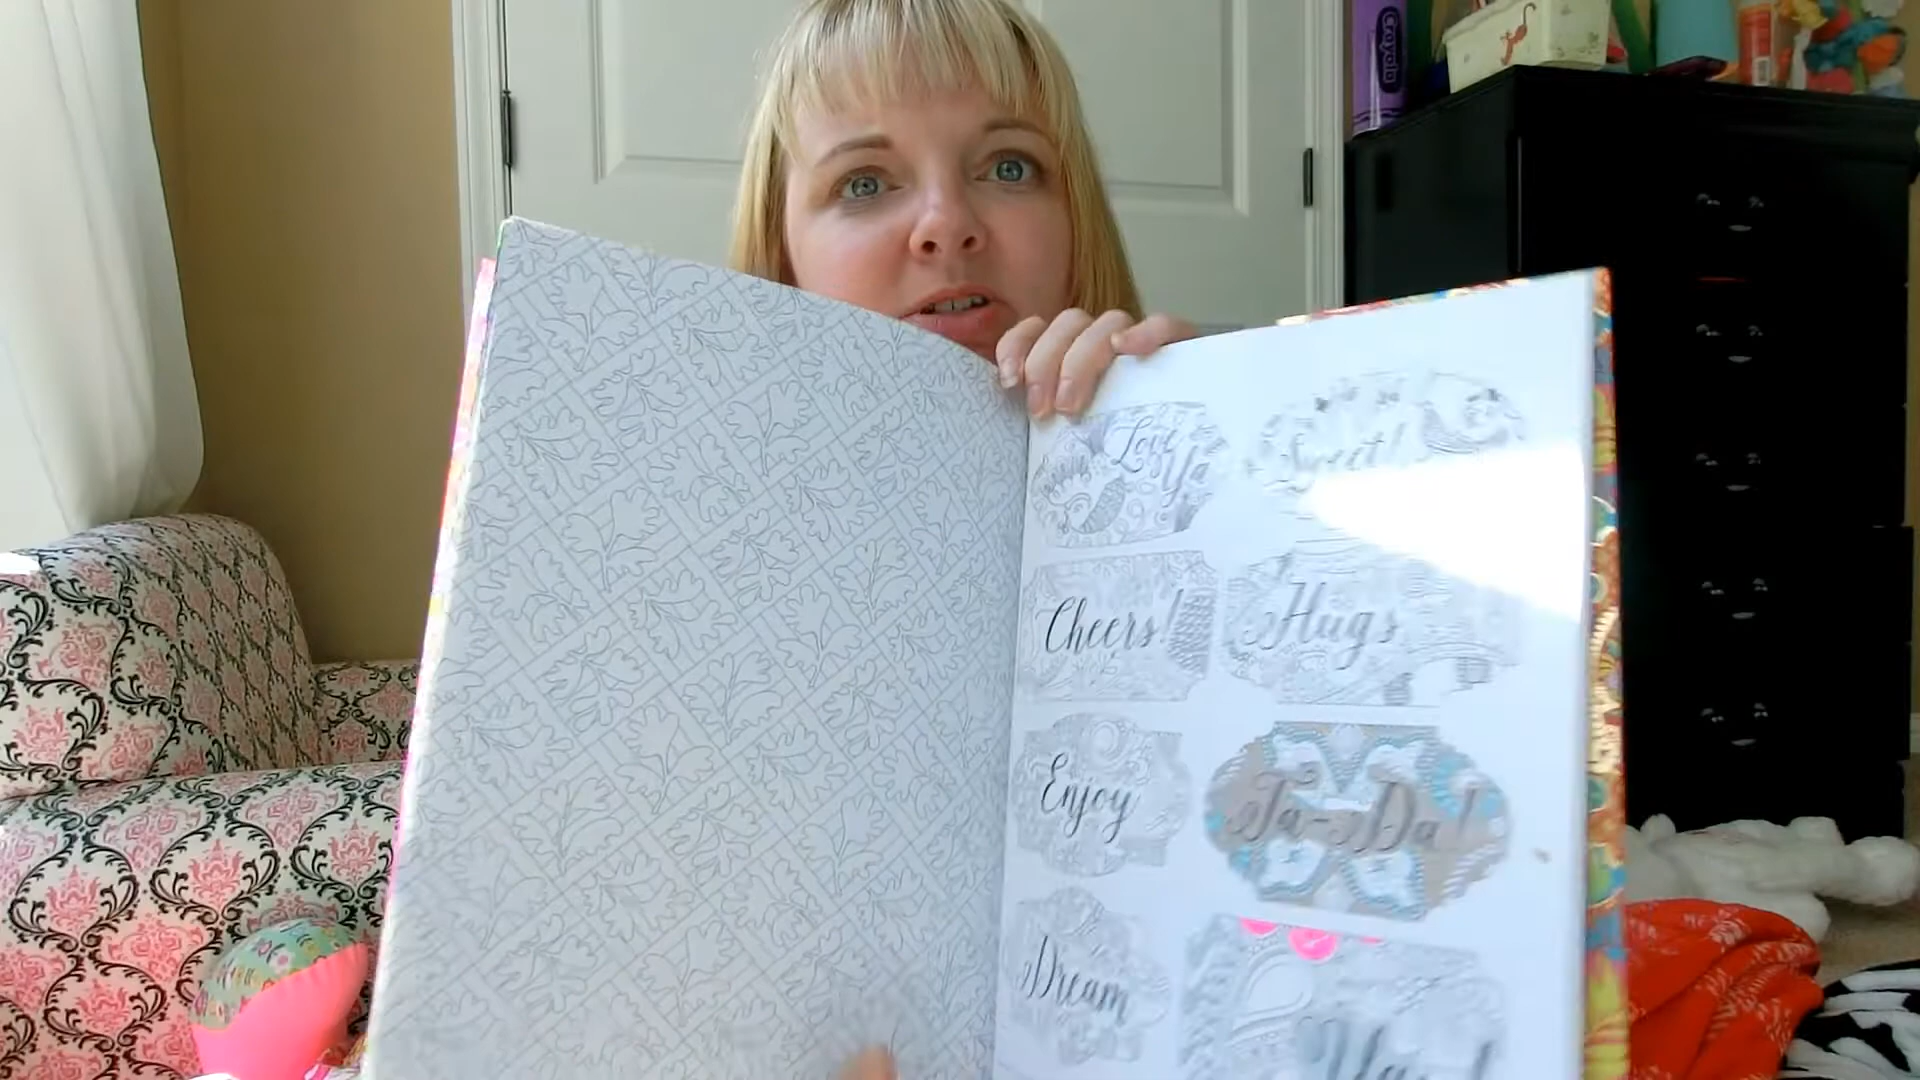 Crayola
Love
Ya
Sweet!
Cheers!
Hugs
Enjoy
Ta-Da!
Dream